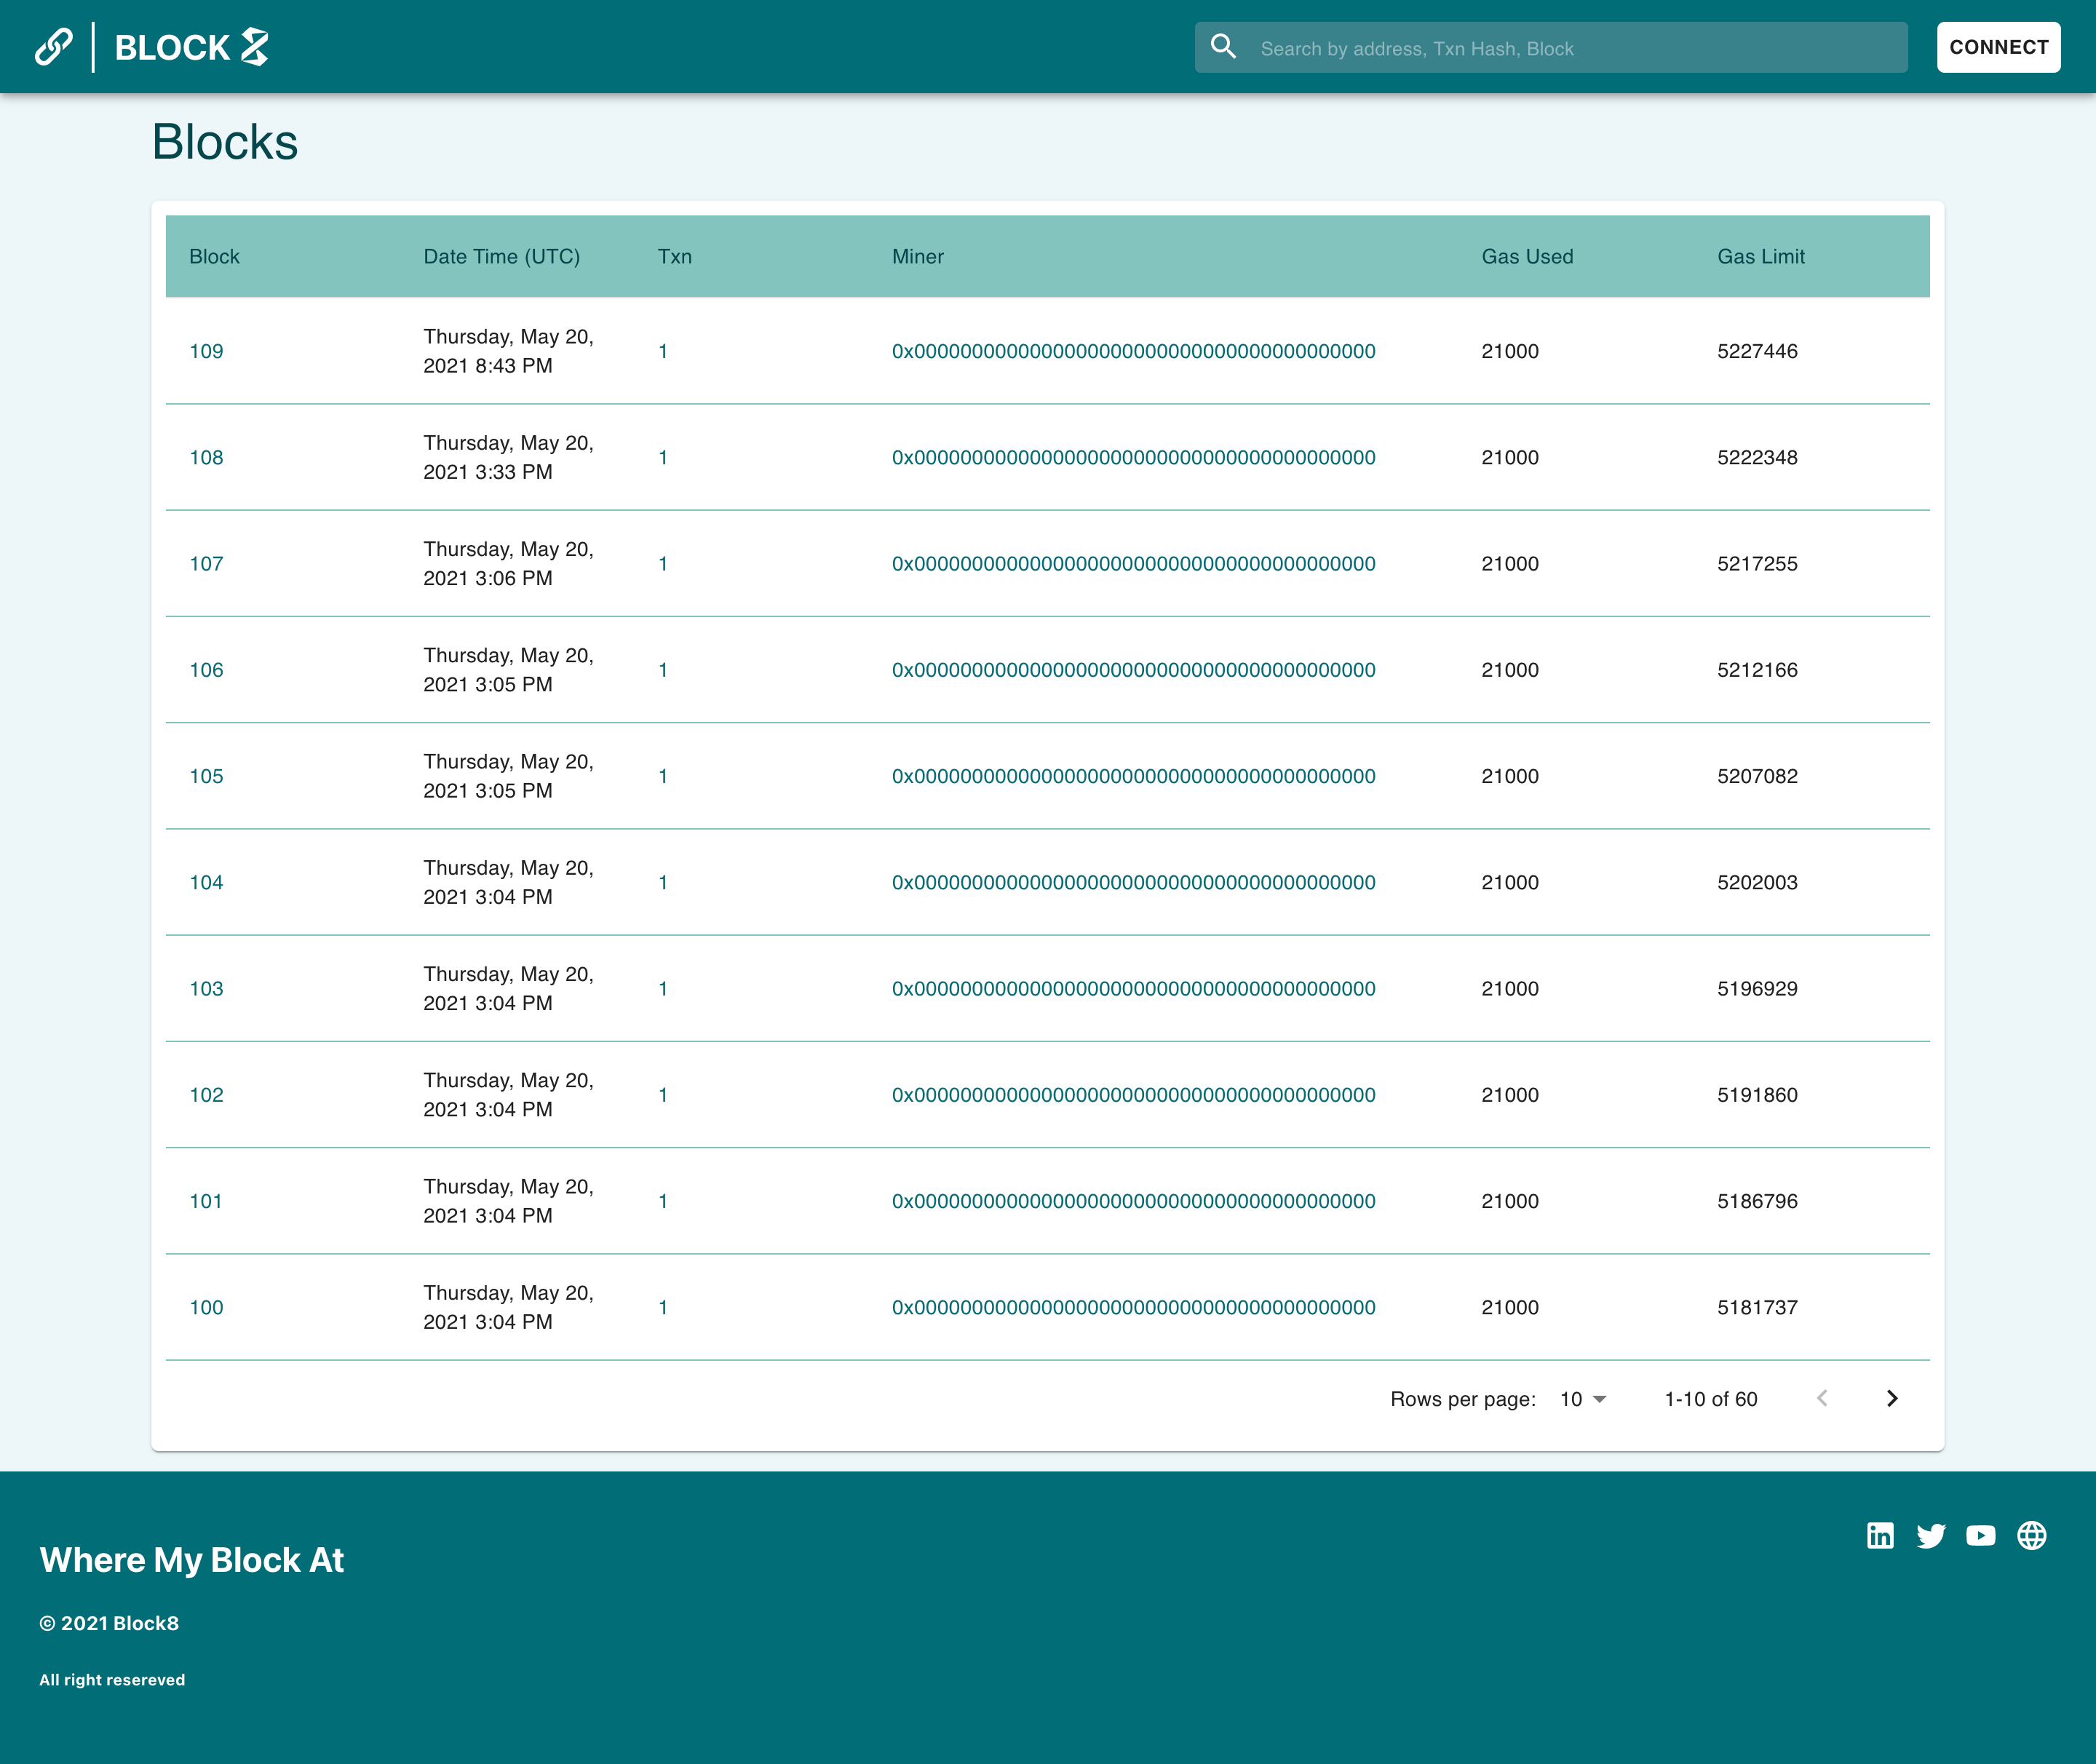 BLOCK 8
Search by address, Txn Hash, Block
CONNECT
Blocks
Block Date Time (UTC) Txn Miner Gas Used Gas Limit
109 Thursday, May 20, 2021 8:43 PM 1 0x0000000000000000000000000000000000000000 21000 5227446
108 Thursday, May 20, 2021 3:33 PM 1 0x0000000000000000000000000000000000000000 21000 5222348
107 Thursday, May 20, 2021 3:06 PM 1 0x0000000000000000000000000000000000000000 21000 5217255
106 Thursday, May 20, 2021 3:05 PM 1 0x0000000000000000000000000000000000000000 21000 5212166
105 Thursday, May 20, 2021 3:05 PM 1 0x0000000000000000000000000000000000000000 21000 5207082
104 Thursday, May 20, 2021 3:04 PM 1 0x0000000000000000000000000000000000000000 21000 5202003
103 Thursday, May 20, 2021 3:04 PM 1 0x0000000000000000000000000000000000000000 21000 5196929
102 Thursday, May 20, 2021 3:04 PM 1 0x0000000000000000000000000000000000000000 21000 5191860
101 Thursday, May 20, 2021 3:04 PM 1 0x0000000000000000000000000000000000000000 21000 5186796
100 Thursday, May 20, 2021 3:04 PM 1 0x0000000000000000000000000000000000000000 21000 5181737
Rows per page: 10 1-10 of 60
Where My Block At
© 2021 Block8
All right resereved